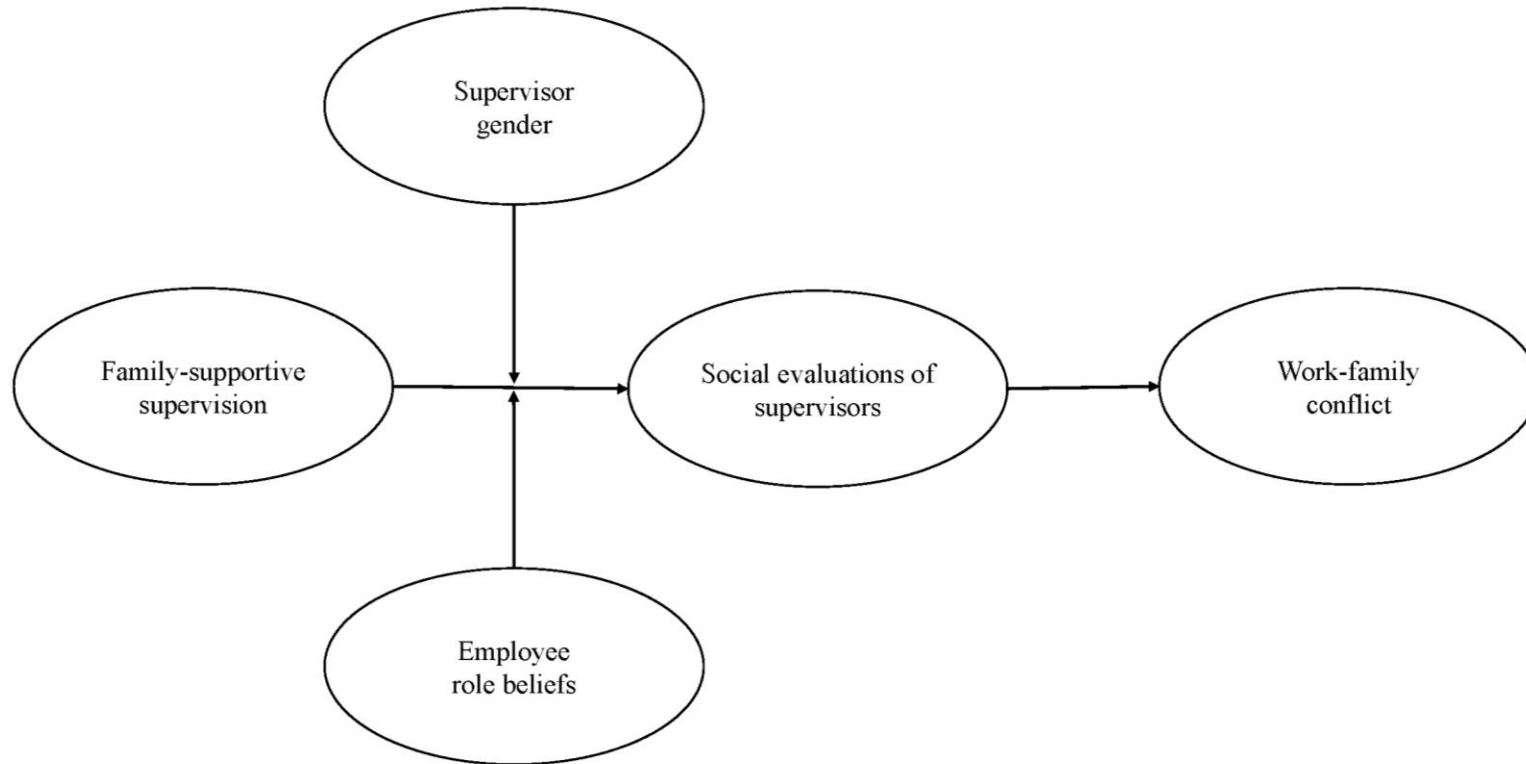 Supervisor
gender
Family-supportive
supervision
Social evaluations of
supervisors
Work-family
conflict
Employee
role beliefs